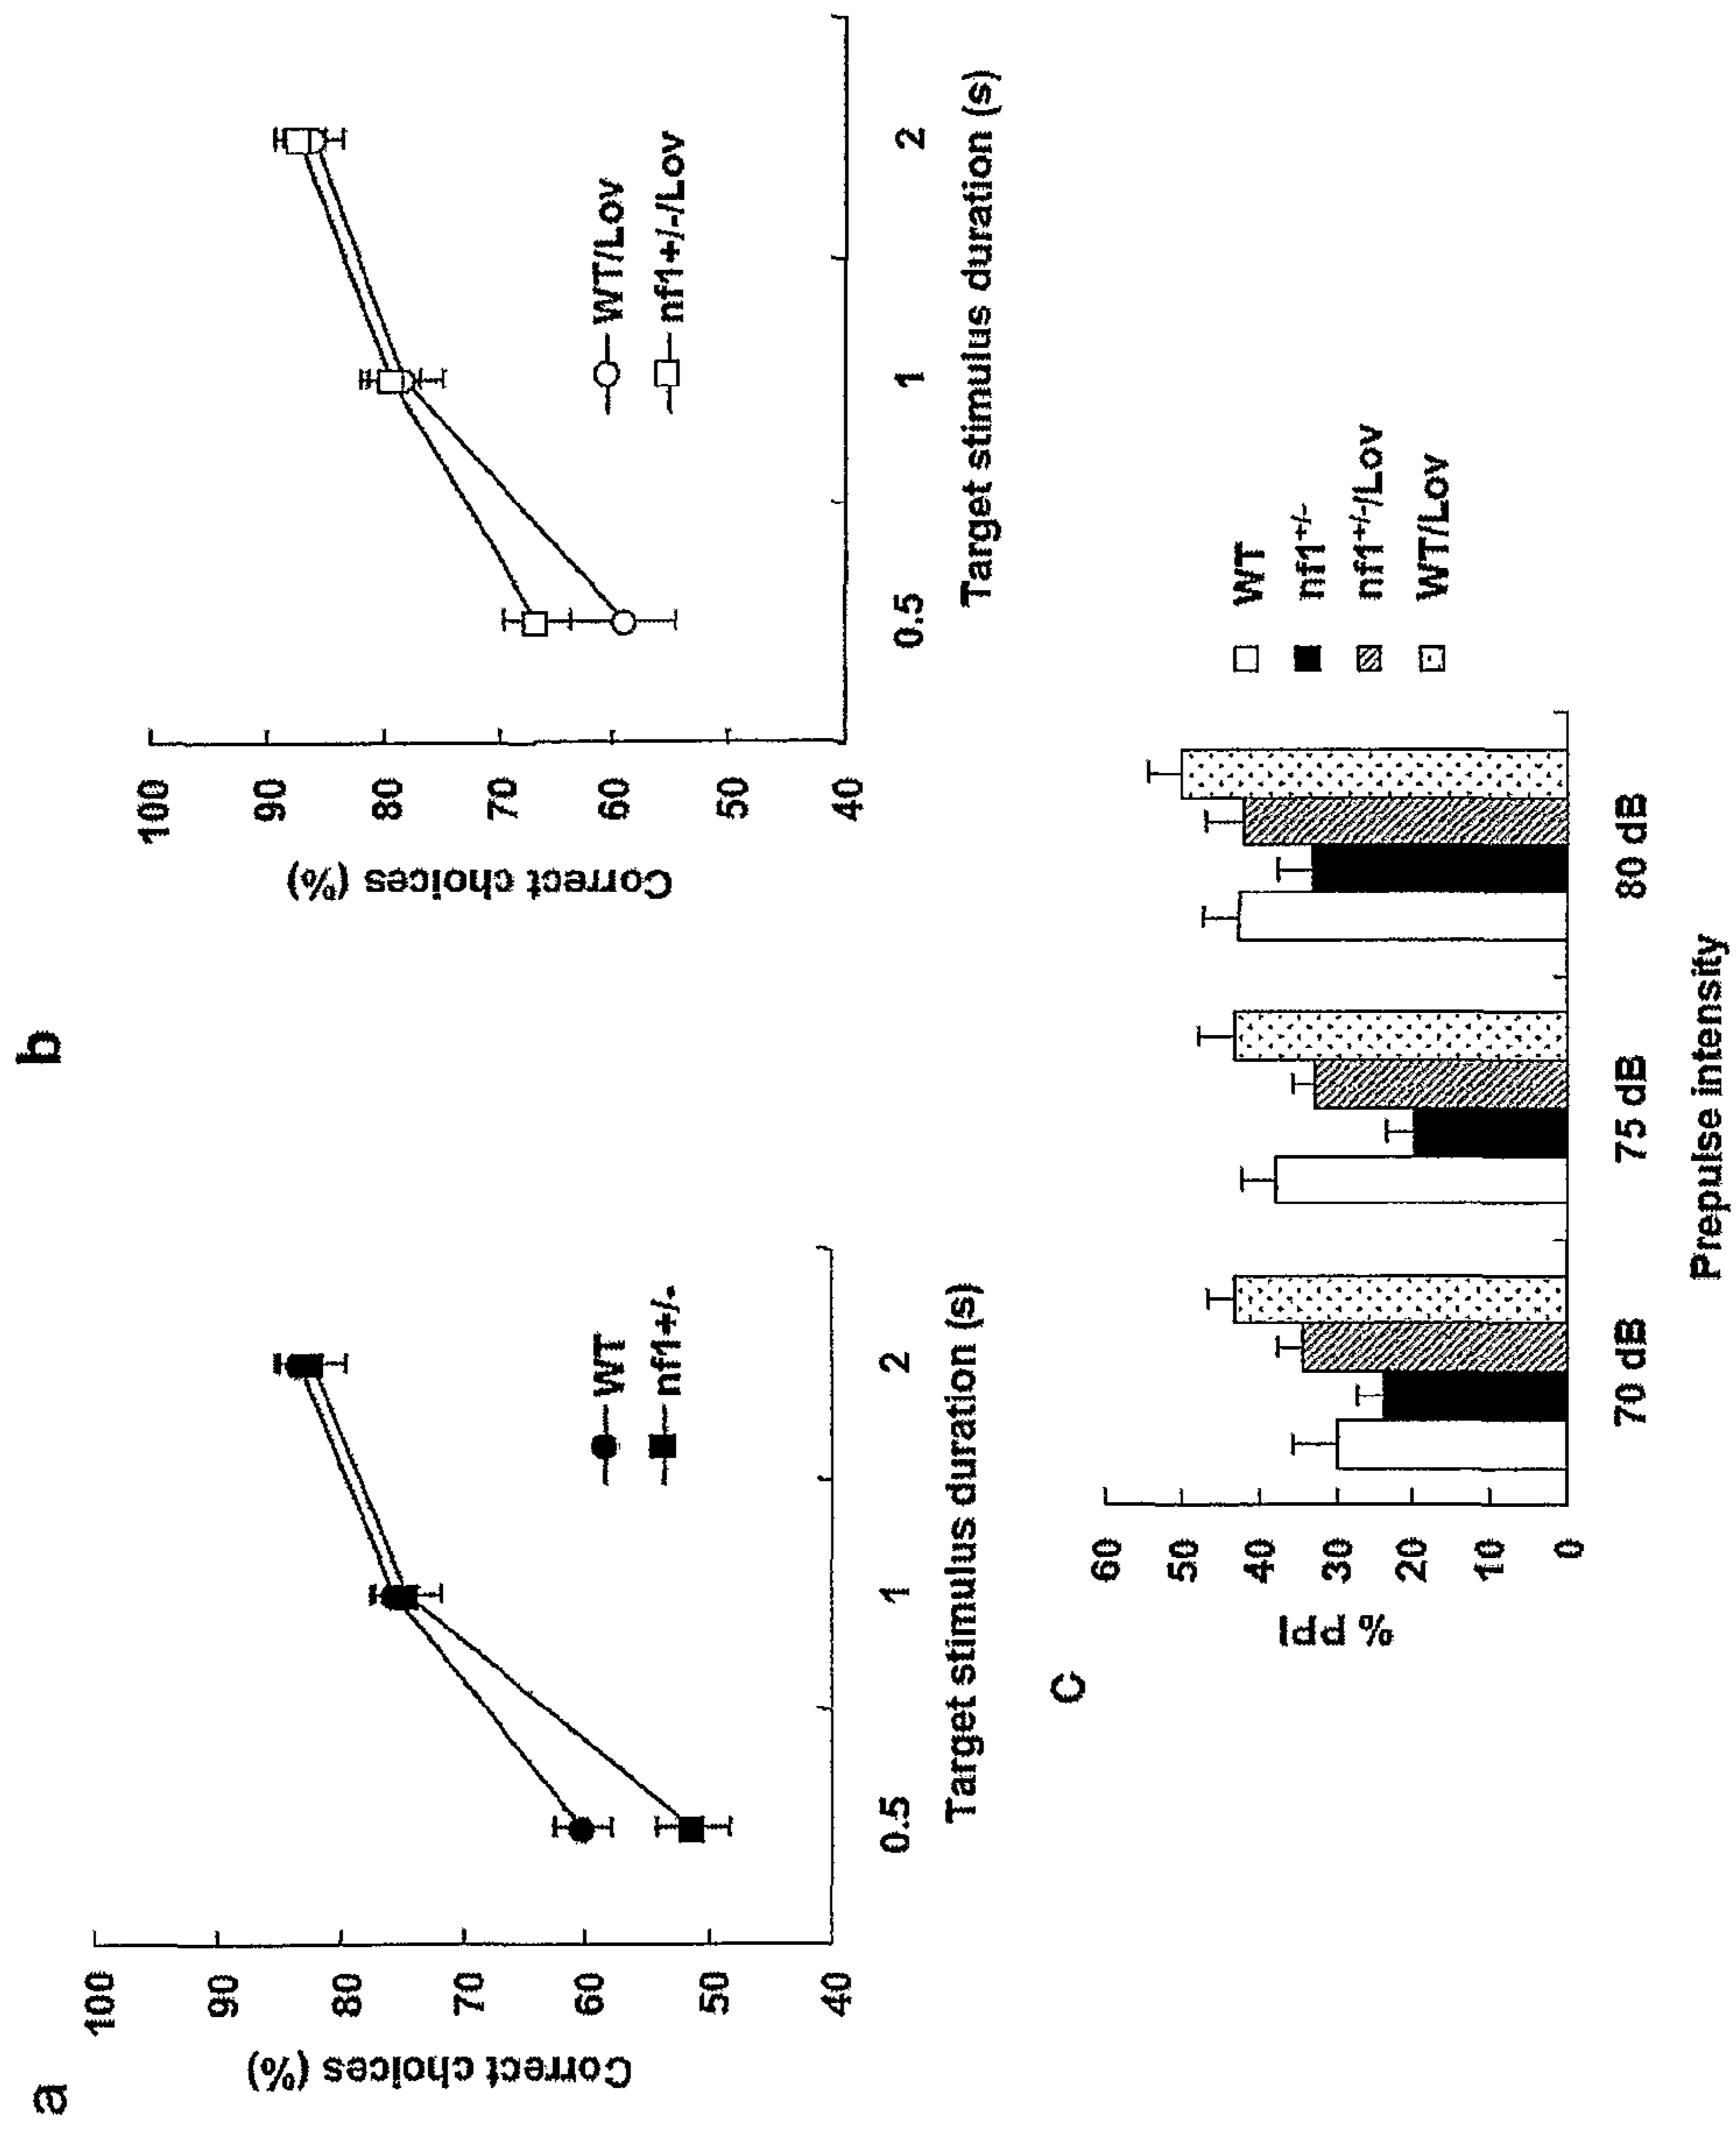 a
Correct choices (%)
100
90
80
70
60
50
40
WT
nf1+/-
0.5 1 2
Target stimulus duration (s)
b
Correct choices (%)
100
90
80
70
60
50
40
WT/Lov
nf1+/-/Lov
0.5 1 2
Target stimulus duration (s)
c
% PPI
60
50
40
30
20
10
0
70 dB 75 dB 80 dB
Prepulse intensity
WT
nf1+/-
nf1+/-/Lov
WT/Lov